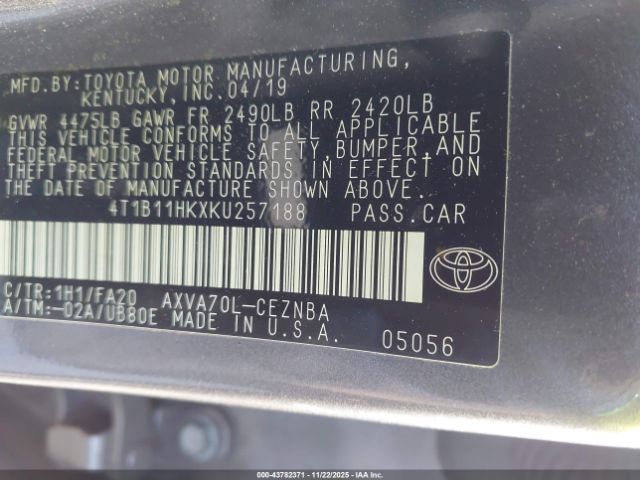 MFD.BY:TOYOTA MOTOR MANUFACTURING,
KENTUCKY,INC.04/19
GVWR 4475LB GAWR FR 2490LB RR 2420LB
THIS VEHICLE CONFORMS TO ALL APPLICABLE
FEDERAL MOTOR VEHICLE SAFETY,BUMPER,AND
THEFT PREVENTION STANDARDS IN EFFECT ON
THE DATE OF MANUFACTURE SHOWN ABOVE.
4T1B11HKXKU257188 PASS.CAR
C/TR:1H1/FA20 AXVA70L-CEZNBA
A/TM:-02A/UB80E MADE IN U.S.A. 05056
000-43782371 - 11/22/2025 - IAAI.CA